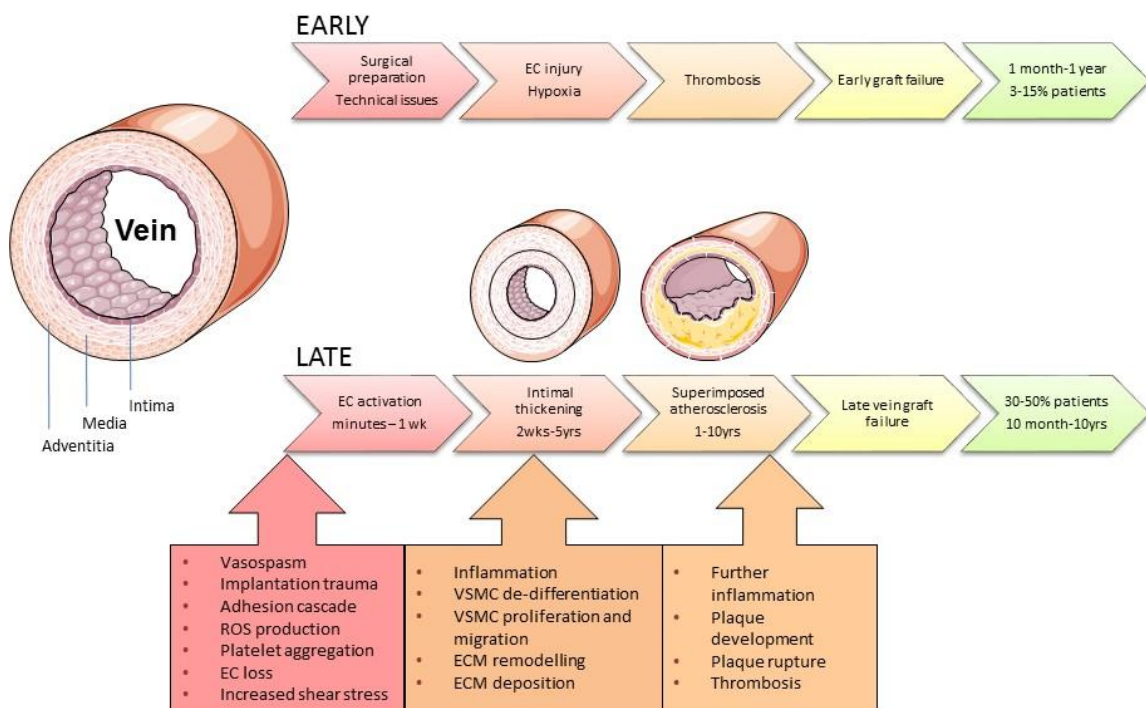 EARLY
Surgical
preparation
Technical issues
EC injury
Hypoxia
Thrombosis
Early graft failure
1 month-1 year
3-15% patients
Vein
Intima
Media
Adventitia
LATE
EC activation
minutes – 1 wk
Intimal
thickening
2wks-5yrs
Superimposed
atherosclerosis
1-10yrs
Late vein graft
failure
30-50% patients
10 month-10yrs
• Vasospasm
• Implantation trauma
• Adhesion cascade
• ROS production
• Platelet aggregation
• EC loss
• Increased shear stress
• Inflammation
• VSMC de-differentiation
• VSMC proliferation and
migration
• ECM remodelling
• ECM deposition
• Further
inflammation
• Plaque
development
• Plaque rupture
• Thrombosis